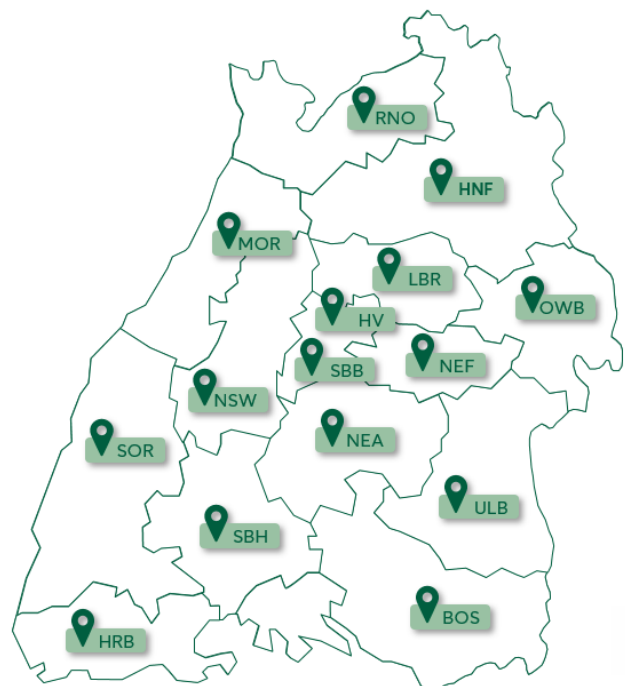 RNO
HNF
MOR
LBR
OWB
HV
NEF
SBB
NSW
NEA
SOR
ULB
SBH
BOS
HRB